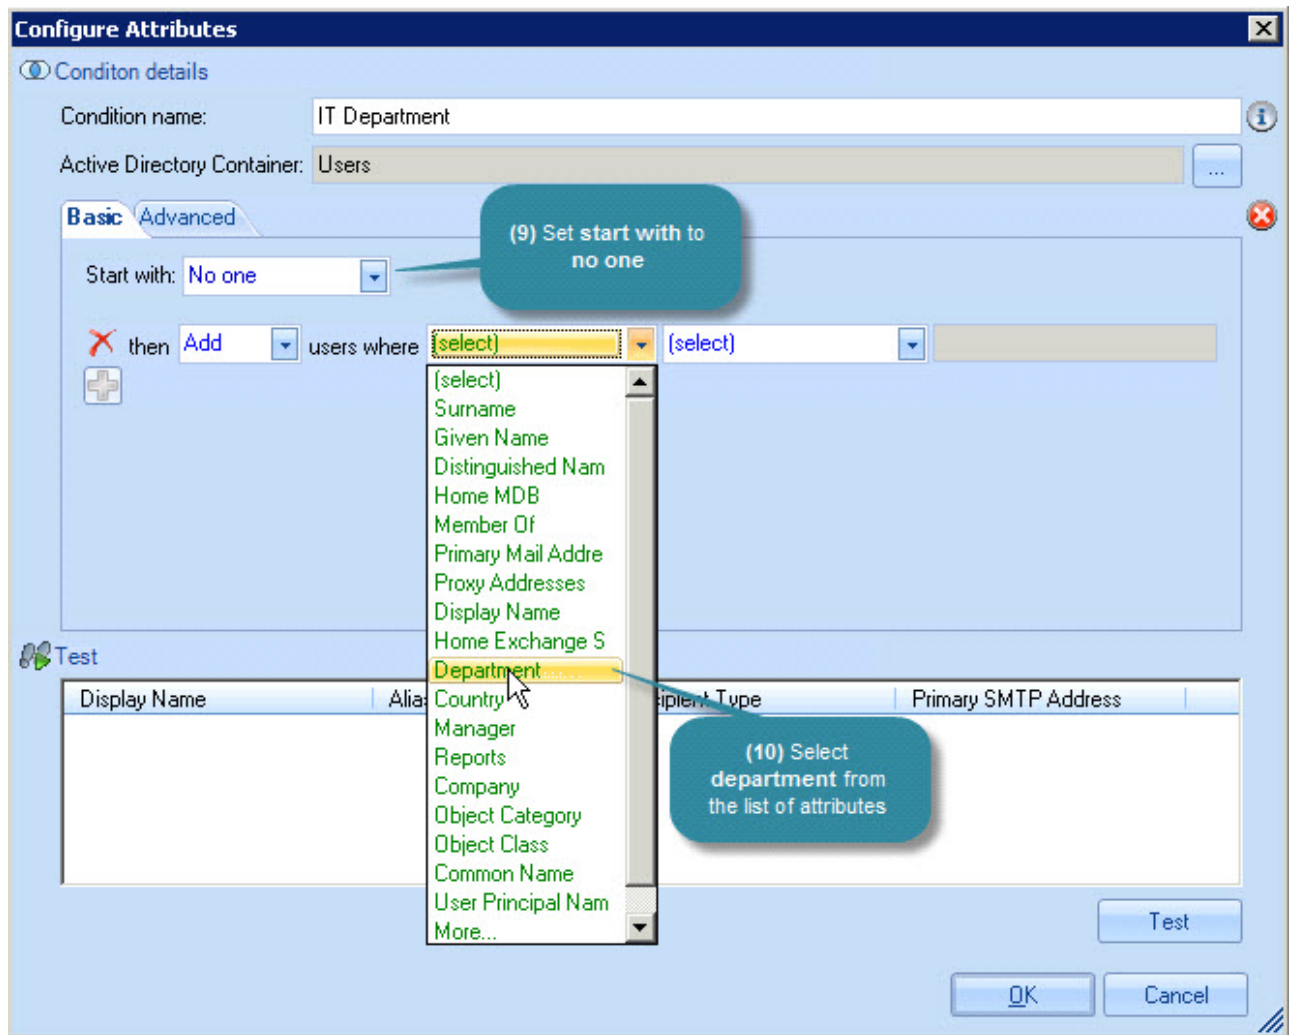 Configure Attributes
Conditon details
Condition name: IT Department
Active Directory Container: Users
...
Basic Advanced
(9) Set start with to
no one
Start with: No one
then Add users where (select) (select)
(select)
Surname
Given Name
Distinguished Nam
Home MDB
Member Of
Primary Mail Addre
Proxy Addresses
Display Name
Home Exchange S
Department
Country
Manager
Reports
Company
Object Category
Object Class
Common Name
User Principal Nam
More...
Test
Display Name Alia cipient Type Primary SMTP Address
(10) Select
department from
the list of attributes
Test
OK Cancel